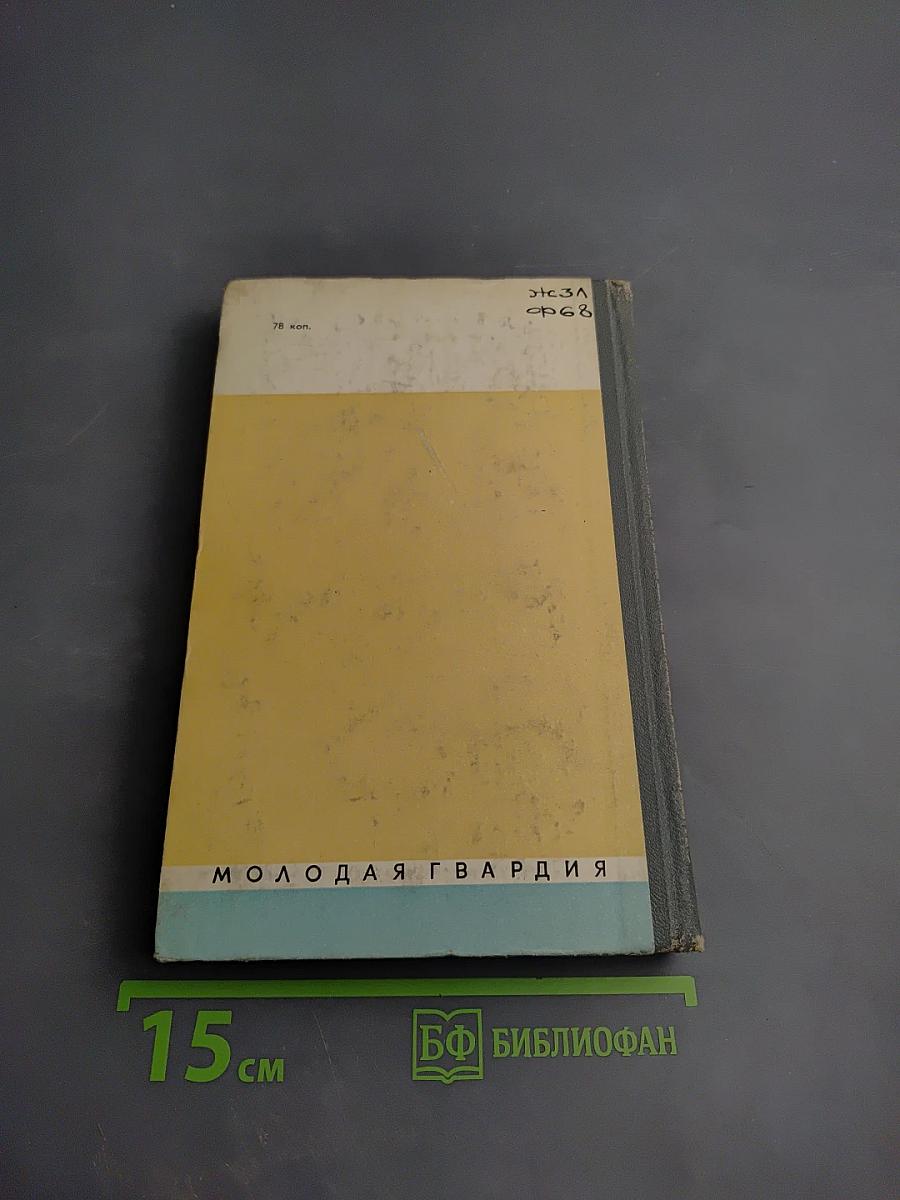 жЗЛ
ф68
78 коп.
МОЛОДАЯ ГВАРДИЯ
15 см
БФ БИБЛИОФАН